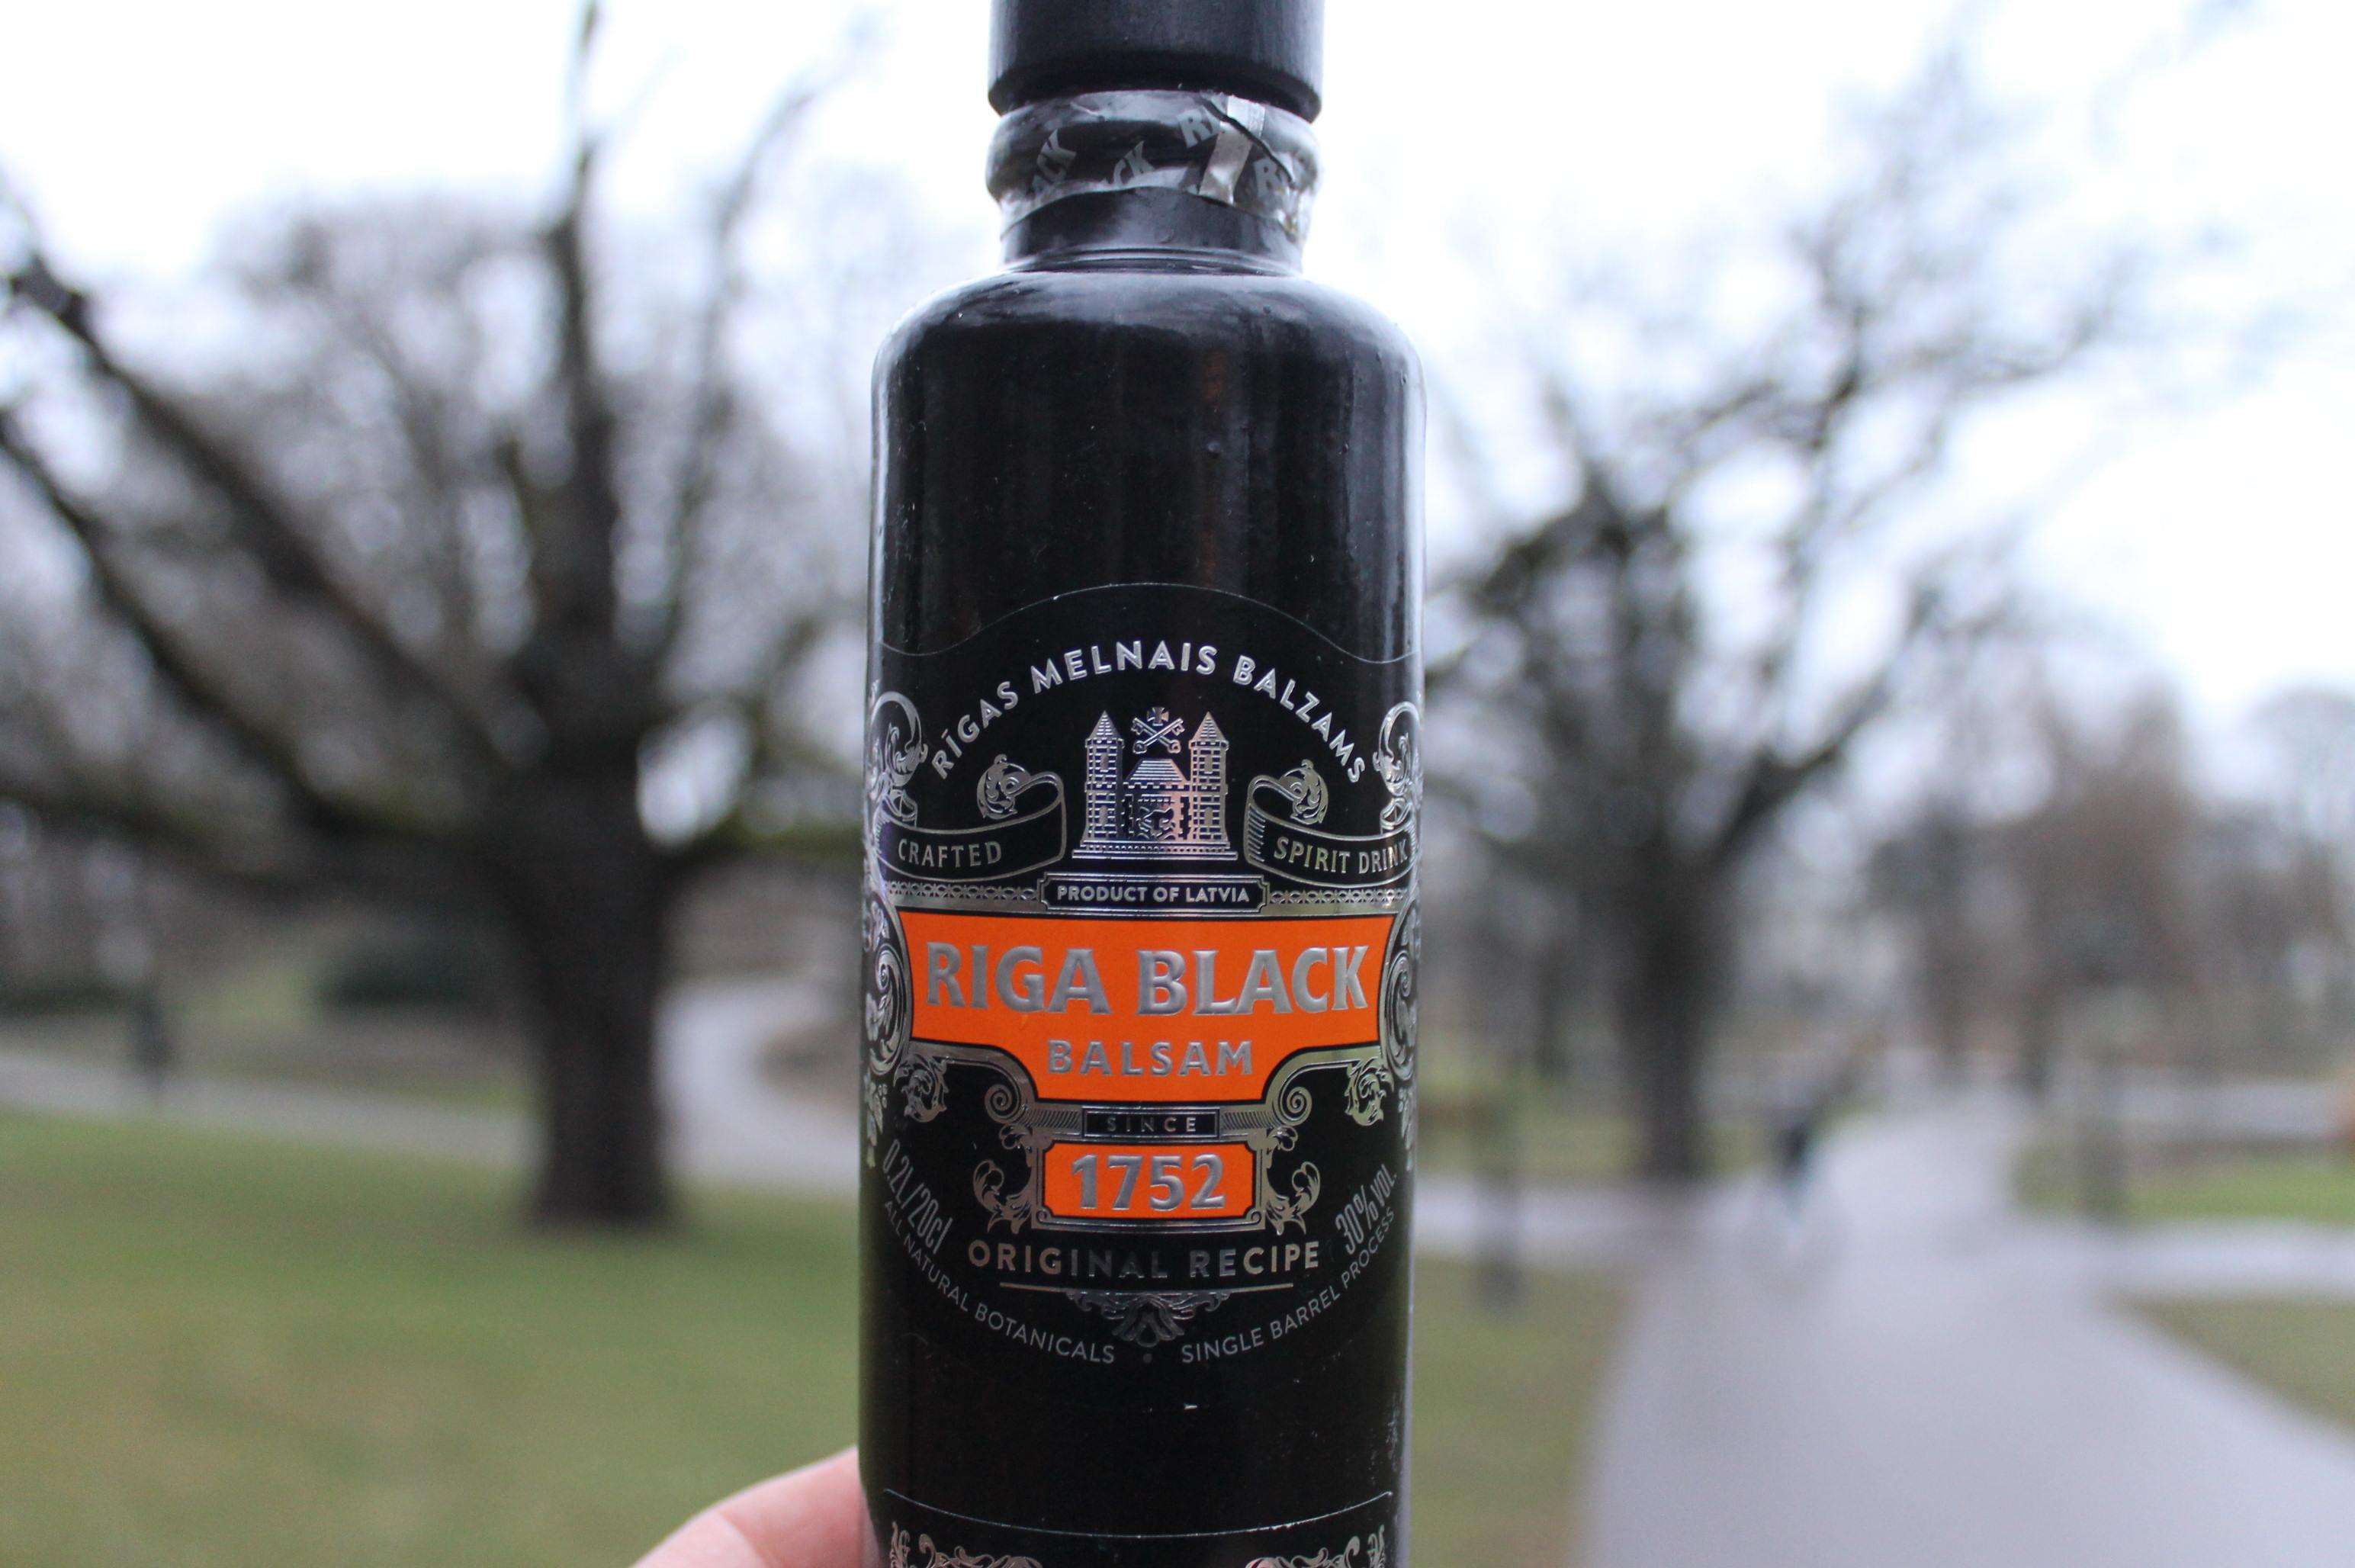 RĪGAS MELNAIS BALZAMS
CRAFTED
SPIRIT DRINK
PRODUCT OF LATVIA
RIGA BLACK
BALSAM
SINCE
1752
0.2L/20cl
30% VOL.
ORIGINAL RECIPE
ALL NATURAL BOTANICALS • SINGLE BARREL PROCESS